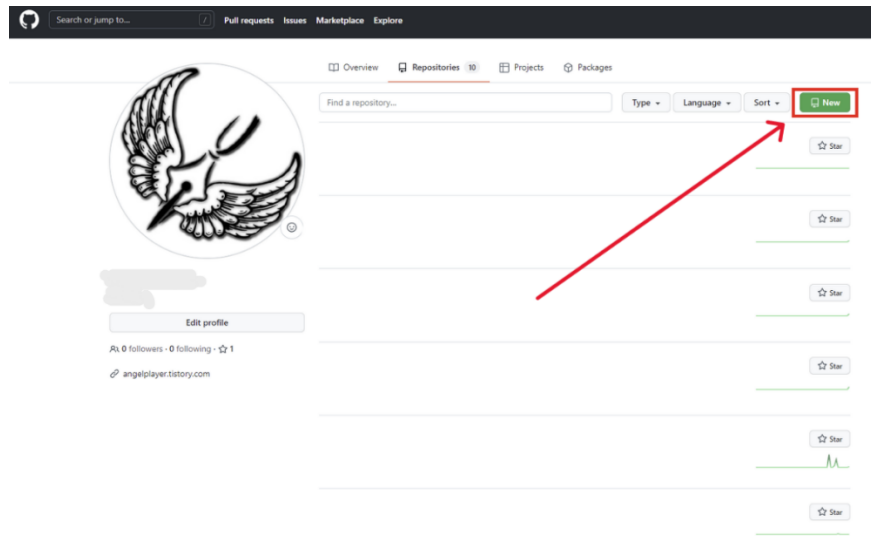 Search or jump to... / Pull requests Issues Marketplace Explore
Overview Repositories 10 Projects Packages
Find a repository... Type Language Sort New
Star
Star
Star
Star
Star
Star
Edit profile
0 followers · 0 following · 1
angelplayer.tistory.com